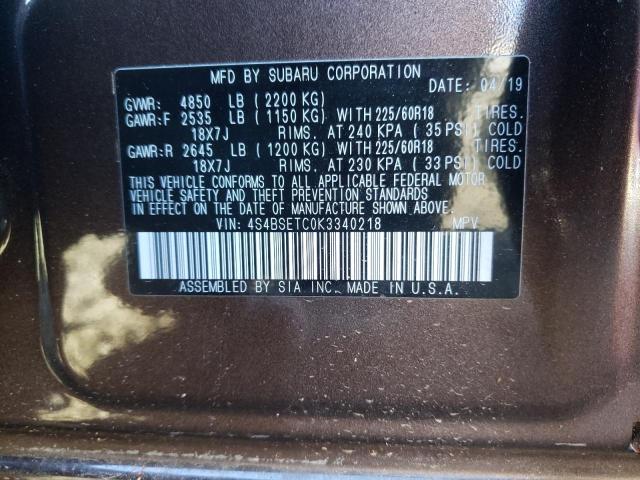 MFD BY SUBARU CORPORATION
DATE: 04/19
GVWR: 4850 LB (2200 KG)
GAWR:F 2535 LB (1150 KG) WITH 225/60R18 TIRES.
18X7J RIMS. AT 240 KPA (35 PSI) COLD
GAWR:R 2645 LB (1200 KG) WITH 225/60R18 TIRES.
18X7J RIMS. AT 230 KPA (33 PSI) COLD
THIS VEHICLE CONFORMS TO ALL APPLICABLE FEDERAL MOTOR
VEHICLE SAFETY AND THEFT PREVENTION STANDARDS
IN EFFECT ON THE DATE OF MANUFACTURE SHOWN ABOVE.
VIN: 4S4BSETC0K3340218 MPV
ASSEMBLED BY SIA INC. MADE IN U.S.A.